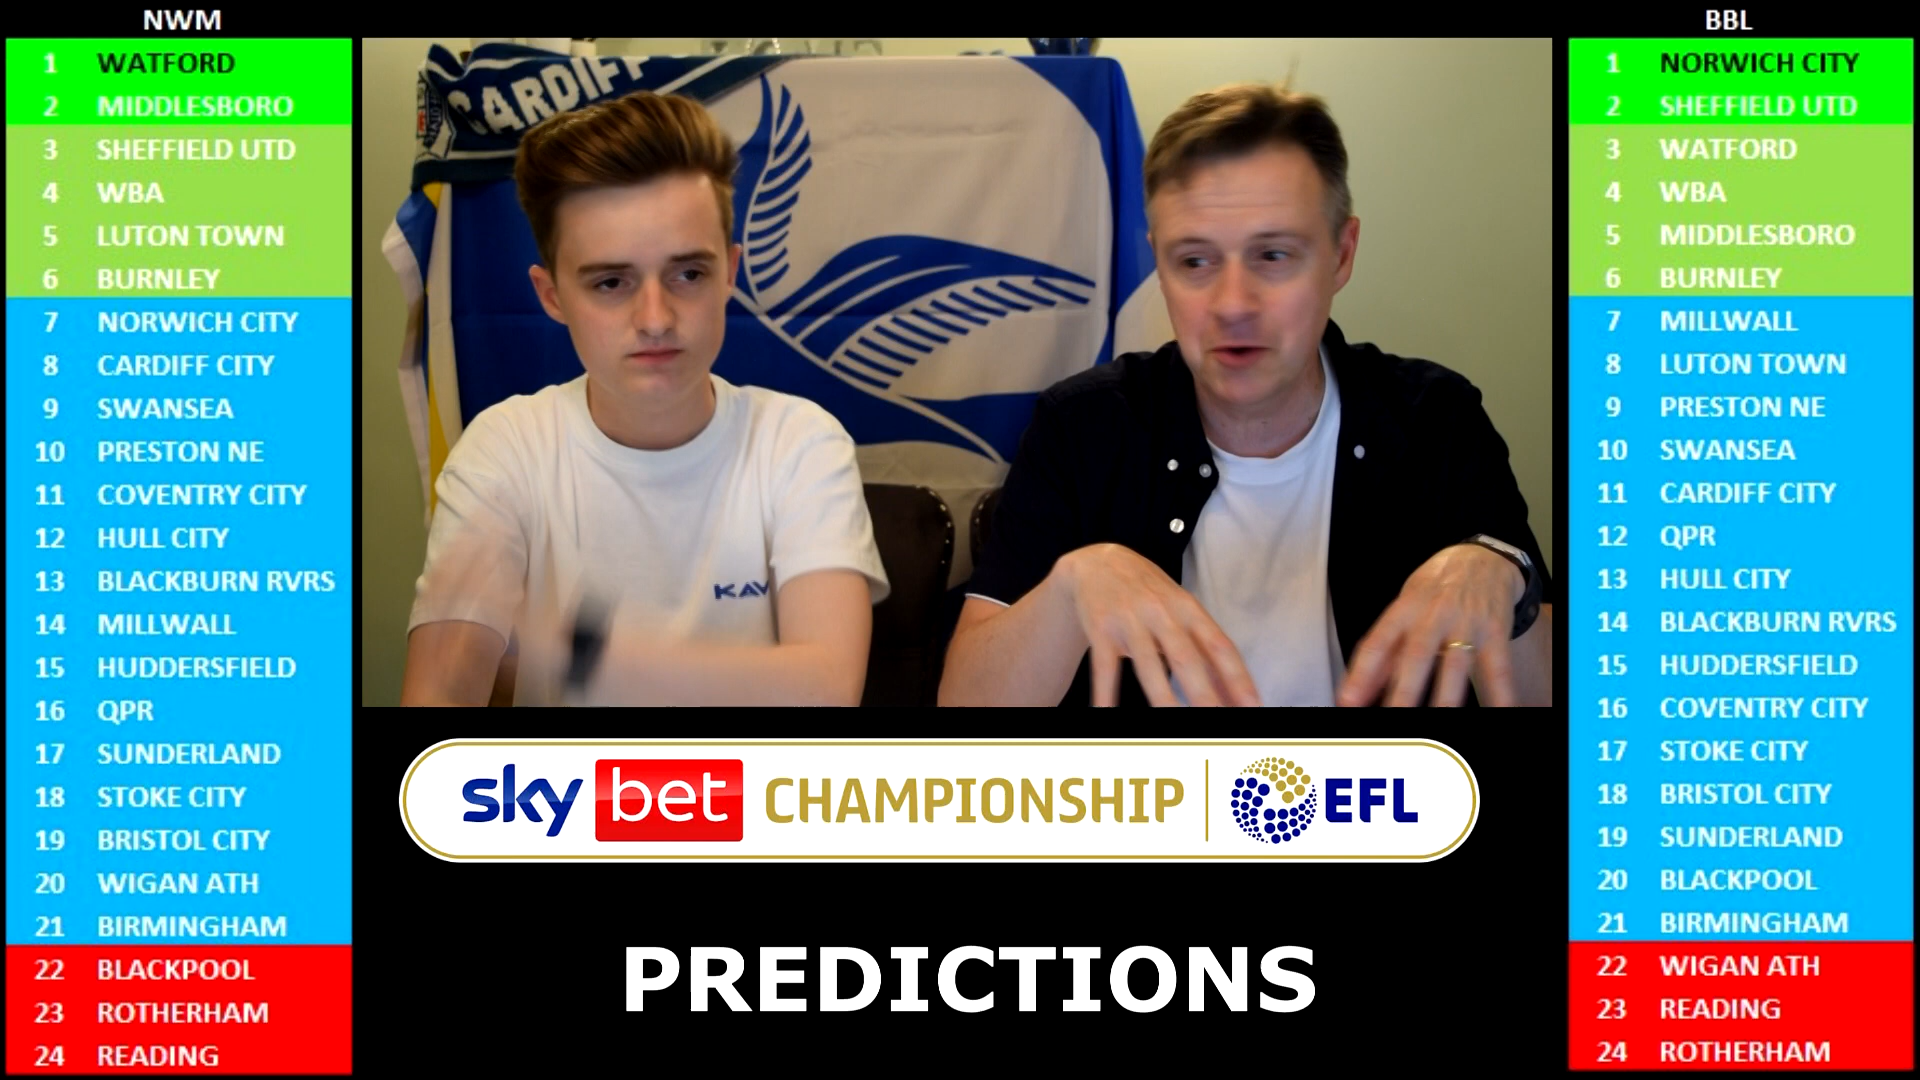 NWM
1 WATFORD
2 MIDDLESBORO
3 SHEFFIELD UTD
4 WBA
5 LUTON TOWN
6 BURNLEY
7 NORWICH CITY
8 CARDIFF CITY
9 SWANSEA
10 PRESTON NE
11 COVENTRY CITY
12 HULL CITY
13 BLACKBURN RVRS
14 MILLWALL
15 HUDDERSFIELD
16 QPR
17 SUNDERLAND
18 STOKE CITY
19 BRISTOL CITY
20 WIGAN ATH
21 BIRMINGHAM
22 BLACKPOOL
23 ROTHERHAM
24 READING
CARDIFF
KAV
sky bet CHAMPIONSHIP EFL
PREDICTIONS
BBL
1 NORWICH CITY
2 SHEFFIELD UTD
3 WATFORD
4 WBA
5 MIDDLESBORO
6 BURNLEY
7 MILLWALL
8 LUTON TOWN
9 PRESTON NE
10 SWANSEA
11 CARDIFF CITY
12 QPR
13 HULL CITY
14 BLACKBURN RVRS
15 HUDDERSFIELD
16 COVENTRY CITY
17 STOKE CITY
18 BRISTOL CITY
19 SUNDERLAND
20 BLACKPOOL
21 BIRMINGHAM
22 WIGAN ATH
23 READING
24 ROTHERHAM